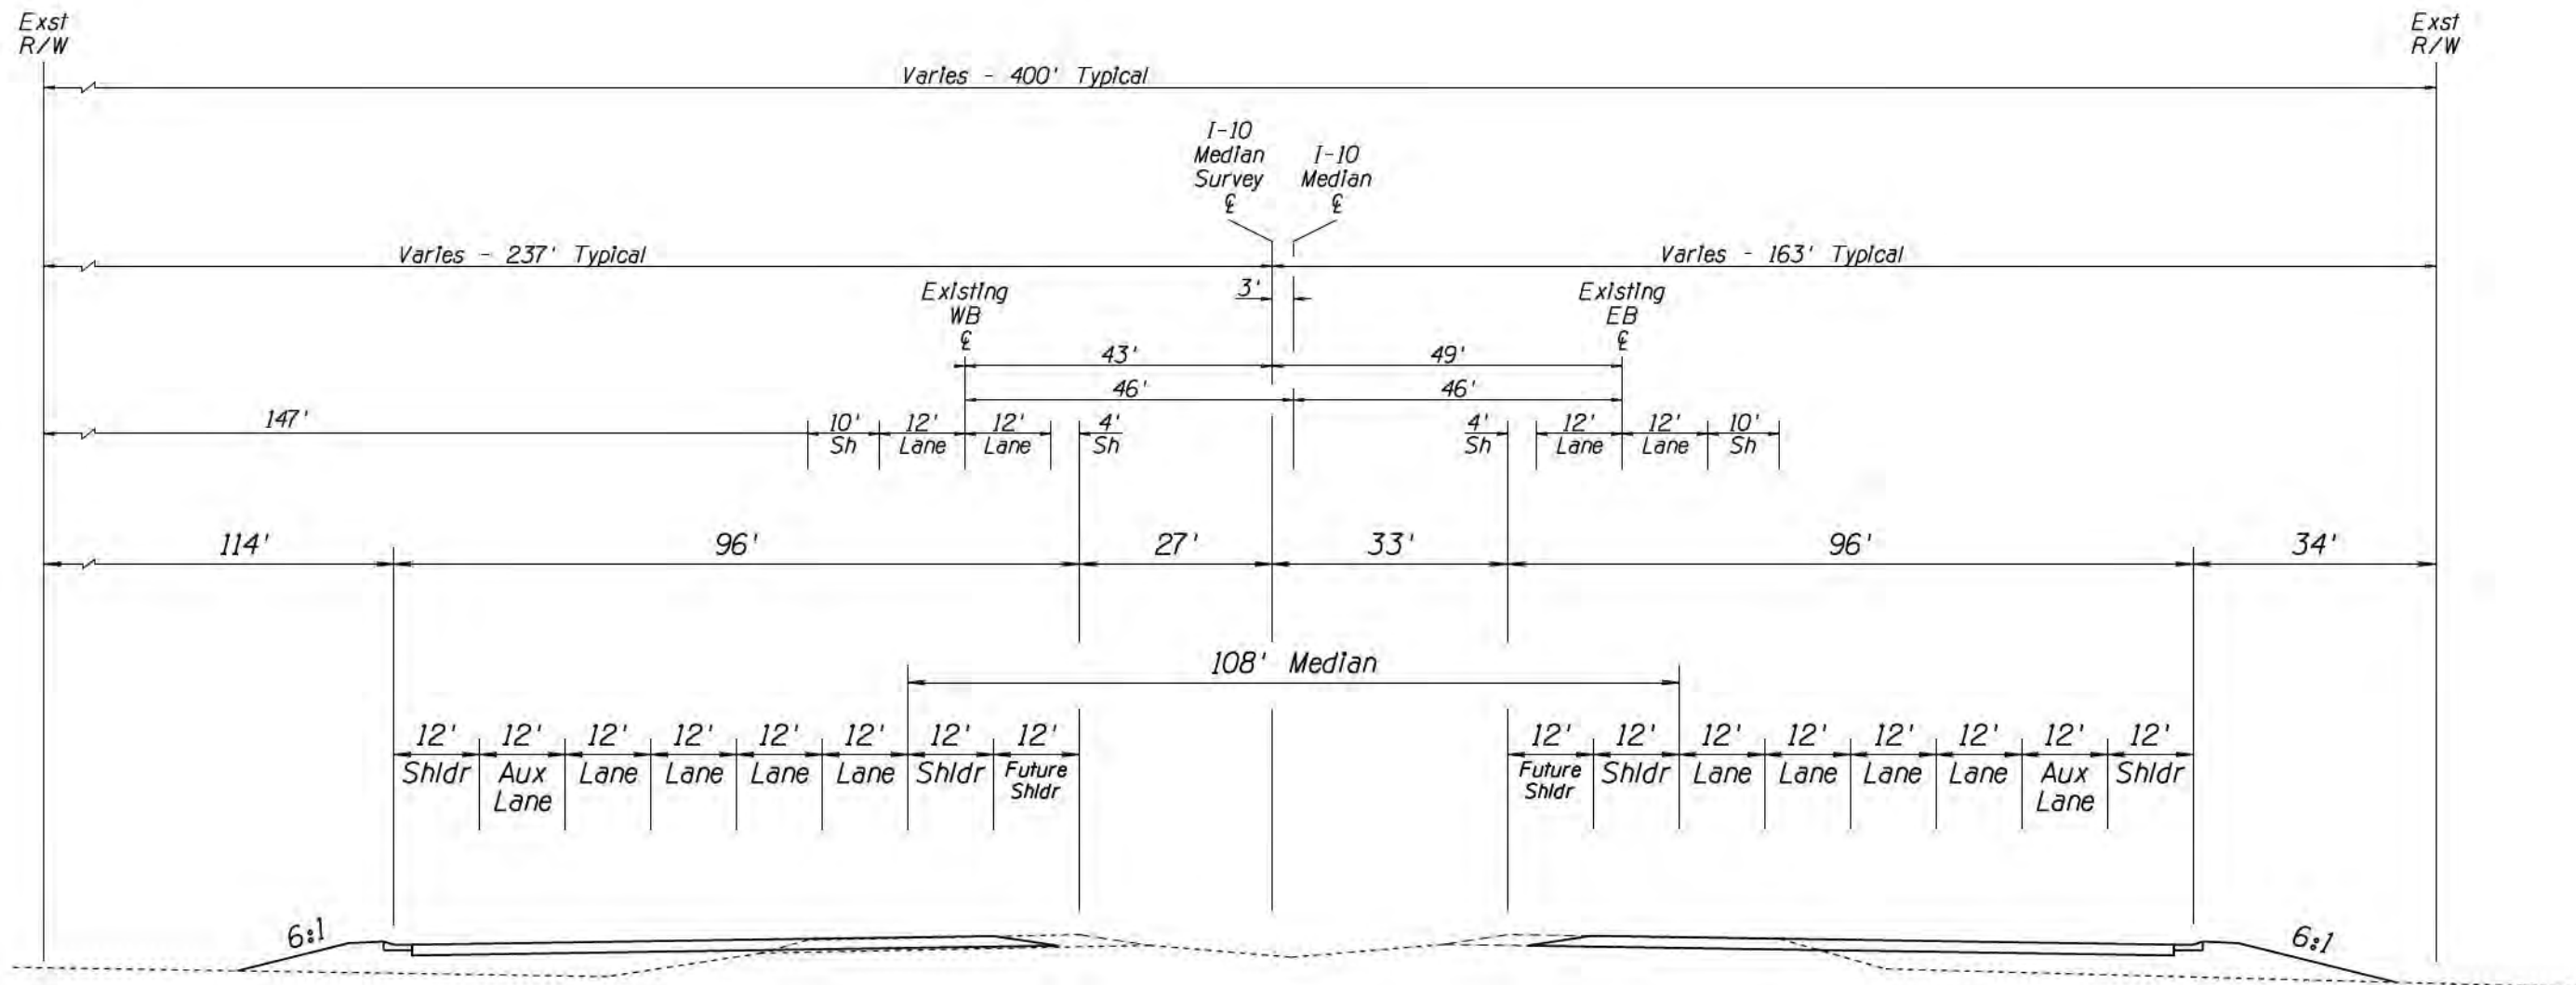 Exst
R/W
Exst
R/W
Varies - 400' Typical
I-10
Median
Survey
℄
I-10
Median
℄
Varies - 237' Typical
Varies - 163' Typical
3'
Existing
WB
℄
Existing
EB
℄
43'
49'
46'
46'
147'
10'
Sh
12'
Lane
12'
Lane
4'
Sh
4'
Sh
12'
Lane
12'
Lane
10'
Sh
114'
96'
27'
33'
96'
34'
108' Median
12'
Shldr
12'
Aux
Lane
12'
Lane
12'
Lane
12'
Lane
12'
Lane
12'
Shldr
12'
Future
Shldr
12'
Future
Shldr
12'
Shldr
12'
Lane
12'
Lane
12'
Lane
12'
Lane
12'
Aux
Lane
12'
Shldr
6:1
6:1